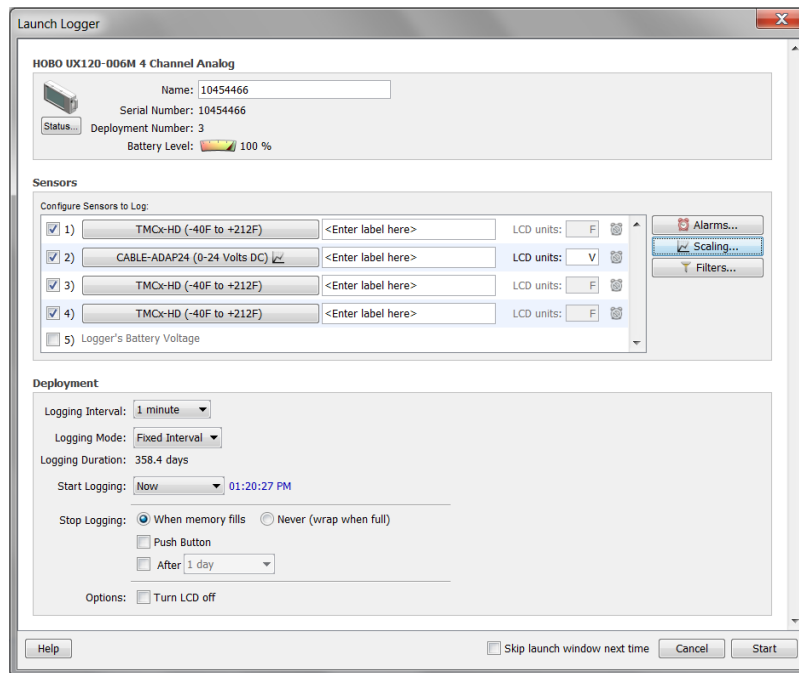 Launch Logger
HOBO UX120-006M 4 Channel Analog
Name: 10454466
Serial Number: 10454466
Status... Deployment Number: 3
Battery Level: 100 %
Sensors
Configure Sensors to Log:
1) TMCx-HD (-40F to +212F) <Enter label here> LCD units: F Alarms...
2) CABLE-ADAP24 (0-24 Volts DC) <Enter label here> LCD units: V Scaling...
3) TMCx-HD (-40F to +212F) <Enter label here> LCD units: F Filters...
4) TMCx-HD (-40F to +212F) <Enter label here> LCD units: F
5) Logger's Battery Voltage
Deployment
Logging Interval: 1 minute
Logging Mode: Fixed Interval
Logging Duration: 358.4 days
Start Logging: Now 01:20:27 PM
Stop Logging: When memory fills Never (wrap when full)
Push Button
After 1 day
Options: Turn LCD off
Help Skip launch window next time Cancel Start